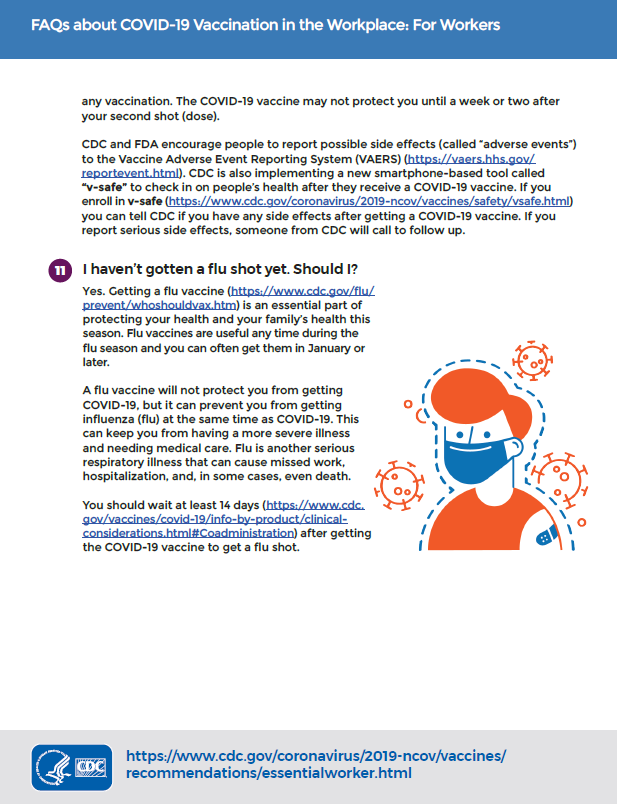 FAQs about COVID-19 Vaccination in the Workplace: For Workers
any vaccination. The COVID-19 vaccine may not protect you until a week or two after
your second shot (dose).
CDC and FDA encourage people to report possible side effects (called “adverse events”)
to the Vaccine Adverse Event Reporting System (VAERS) (https://vaers.hhs.gov/
reportevent.html). CDC is also implementing a new smartphone-based tool called
“v-safe” to check in on people’s health after they receive a COVID-19 vaccine. If you
enroll in v-safe (https://www.cdc.gov/coronavirus/2019-ncov/vaccines/safety/vsafe.html)
you can tell CDC if you have any side effects after getting a COVID-19 vaccine. If you
report serious side effects, someone from CDC will call to follow up.
11 I haven’t gotten a flu shot yet. Should I?
Yes. Getting a flu vaccine (https://www.cdc.gov/flu/
prevent/whoshouldvax.htm) is an essential part of
protecting your health and your family’s health this
season. Flu vaccines are useful any time during the
flu season and you can often get them in January or
later.
A flu vaccine will not protect you from getting
COVID-19, but it can prevent you from getting
influenza (flu) at the same time as COVID-19. This
can keep you from having a more severe illness
and needing medical care. Flu is another serious
respiratory illness that can cause missed work,
hospitalization, and, in some cases, even death.
You should wait at least 14 days (https://www.cdc.
gov/vaccines/covid-19/info-by-product/clinical-
considerations.html#Coadministration) after getting
the COVID-19 vaccine to get a flu shot.
CDC
https://www.cdc.gov/coronavirus/2019-ncov/vaccines/
recommendations/essentialworker.html